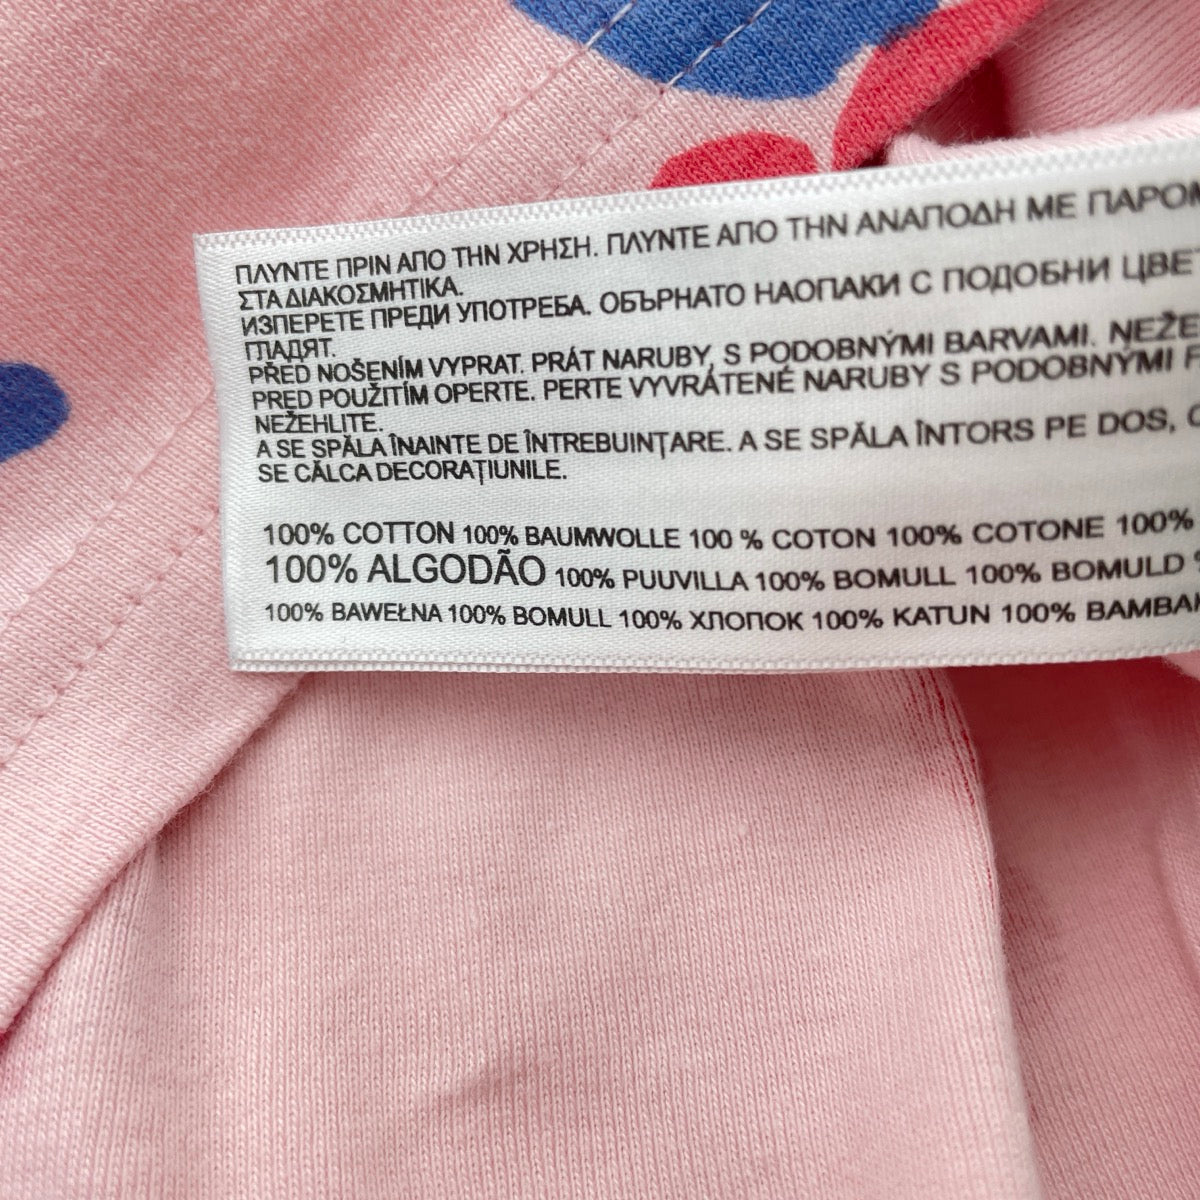 ΠΛΥΝΤΕ ΠΡΙΝ ΑΠΟ ΤΗΝ ΧΡΗΣΗ. ΠΛΥΝΤΕ ΑΠΟ ΤΗΝ ΑΝΑΠΟΔΗ ΜΕ
ΣΤΑ ΔΙΑΚΟΣΜΗΤΙΚΑ.
ИЗПЕРЕТЕ ПРЕДИ УПОТРЕБА. ОБЪРНАТО НАОПАКИ С ПОДОБНИ
ГЛАДЯТ.
PŘED NOŠENÍM VYPRAT. PRÁT NARUBY, S PODOBNÝMI BARVAMI.
PRED POUŽITÍM OPERTE. PERTE VYVRÁTENÉ NARUBY S PODOBNÝMI
NEŽEHLITE.
A SE SPĂLA ÎNAINTE DE ÎNTREBUINȚARE. A SE SPĂLA ÎNTORS PE DOS,
SE CĂLCA DECORAȚIUNILE.
100% COTTON 100% BAUMWOLLE 100 % COTON 100% COTONE 100%
100% ALGODÃO 100% PUUVILLA 100% BOMULL 100% BOMULD
100% BAWEŁNA 100% BOMULL 100% ХЛОПОК 100% KATUN 100%